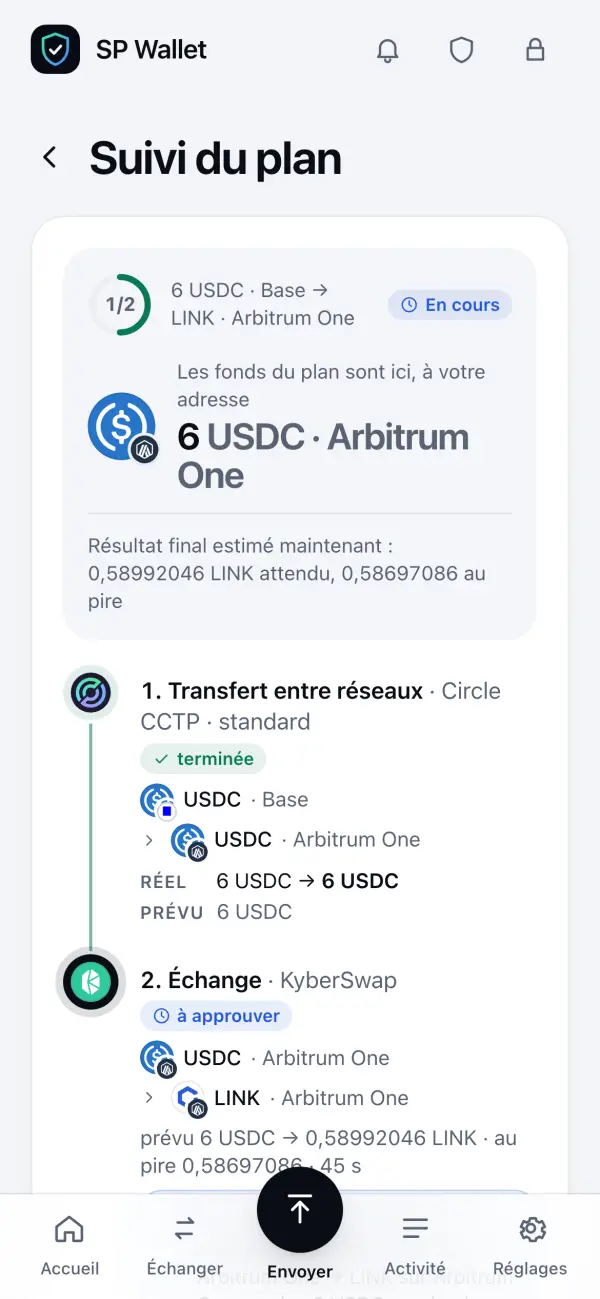 SP Wallet
Suivi du plan
1/2
6 USDC · Base →
LINK · Arbitrum One
En cours
Les fonds du plan sont ici, à votre
adresse
6 USDC · Arbitrum
One
Résultat final estimé maintenant :
0,58992046 LINK attendu, 0,58697086 au
pire
1. Transfert entre réseaux · Circle
CCTP · standard
terminée
USDC · Base
USDC · Arbitrum One
RÉEL 6 USDC → 6 USDC
PRÉVU 6 USDC
2. Échange · KyberSwap
à approuver
USDC · Arbitrum One
LINK · Arbitrum One
prévu 6 USDC → 0,58992046 LINK · au
pire 0,58697086 · 45 s
Accueil
Échanger
Envoyer
Activité
Réglages